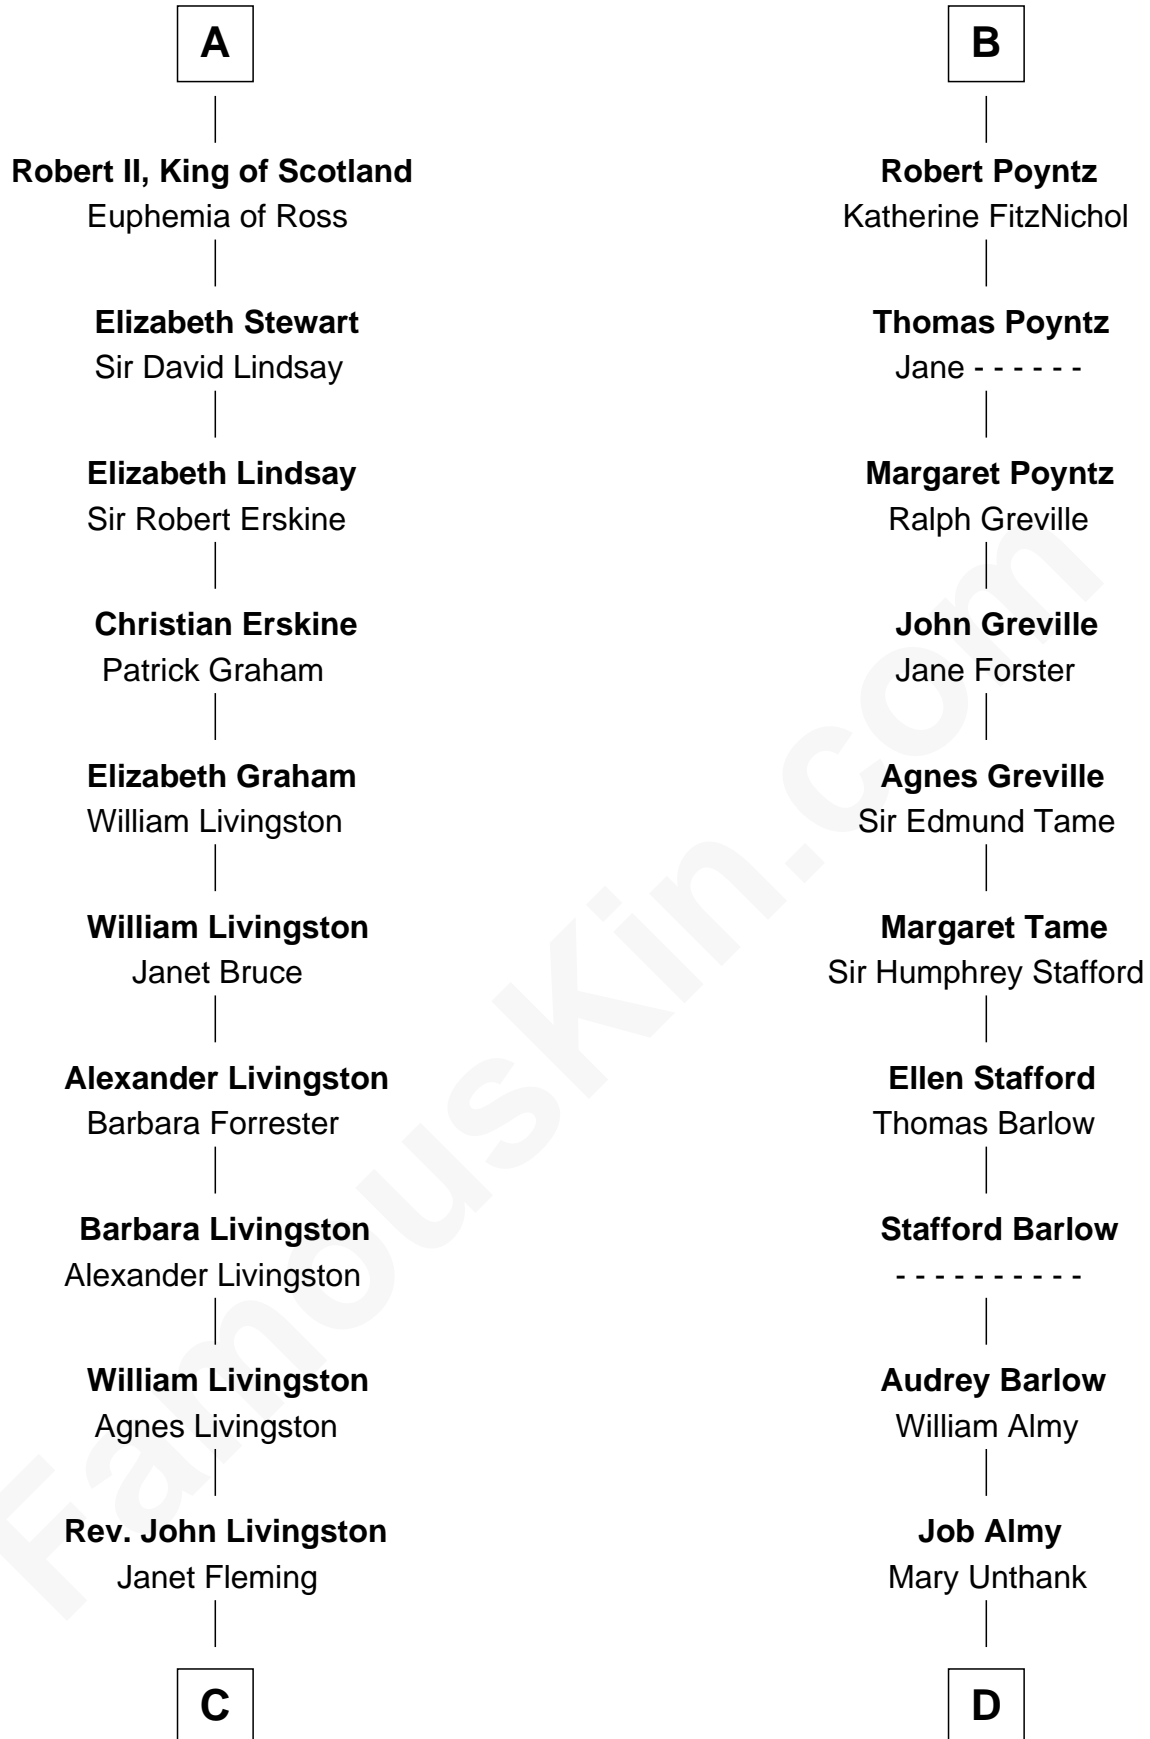 A
Robert II, King of Scotland
Euphemia of Ross
Elizabeth Stewart
Sir David Lindsay
Elizabeth Lindsay
Sir Robert Erskine
Christian Erskine
Patrick Graham
Elizabeth Graham
William Livingston
William Livingston
Janet Bruce
Alexander Livingston
Barbara Forrester
Barbara Livingston
Alexander Livingston
William Livingston
Agnes Livingston
Rev. John Livingston
Janet Fleming
C
B
Robert Poyntz
Katherine FitzNichol
Thomas Poyntz
Jane - - - - - -
Margaret Poyntz
Ralph Greville
John Greville
Jane Forster
Agnes Greville
Sir Edmund Tame
Margaret Tame
Sir Humphrey Stafford
Ellen Stafford
Thomas Barlow
Stafford Barlow
- - - - - - - - - -
Audrey Barlow
William Almy
Job Almy
Mary Unthank
D
FamousKin.com